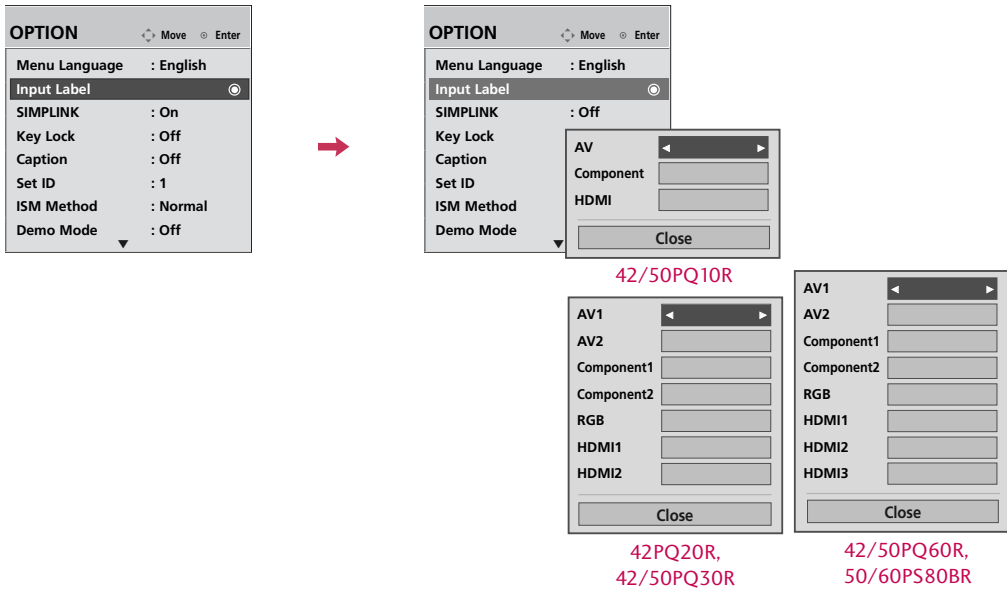 OPTION Move Enter
Menu Language : English
Input Label
SIMPLINK : On
Key Lock : Off
Caption : Off
Set ID : 1
ISM Method : Normal
Demo Mode : Off
OPTION Move Enter
Menu Language : English
Input Label
SIMPLINK : Off
Key Lock
Caption
Set ID
ISM Method
Demo Mode
AV
Component
HDMI
Close
42/50PQ10R
AV1
AV2
Component1
Component2
RGB
HDMI1
HDMI2
Close
42PQ20R,
42/50PQ30R
AV1
AV2
Component1
Component2
RGB
HDMI1
HDMI2
HDMI3
Close
42/50PQ60R,
50/60PS80BR